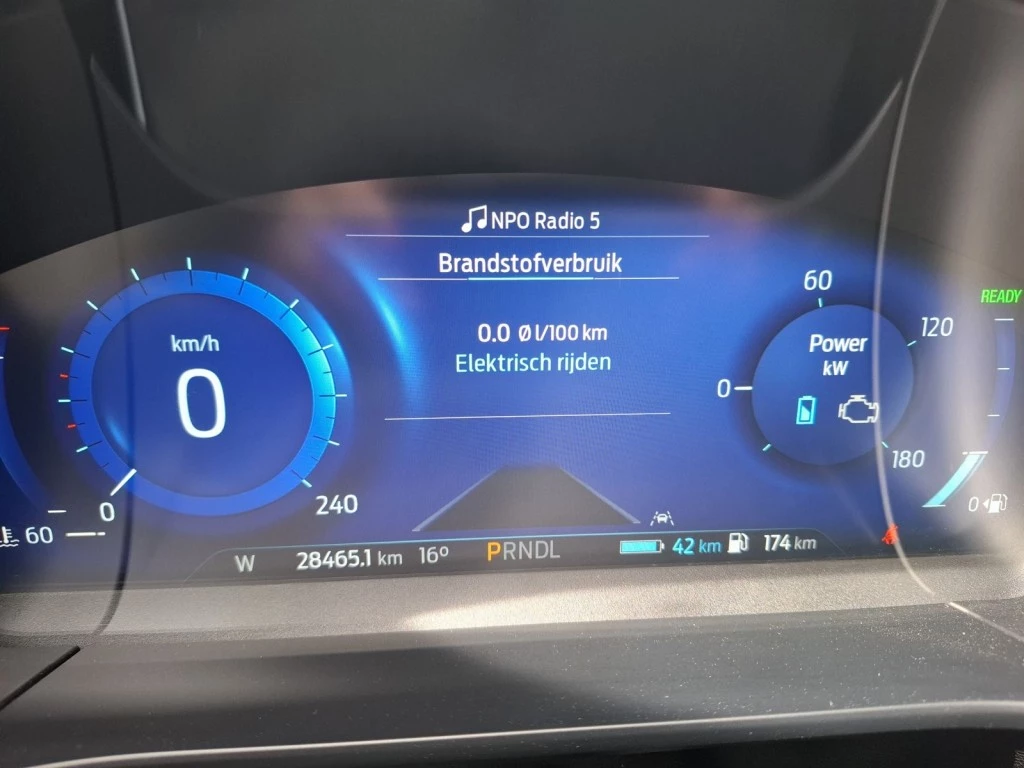 NPO Radio 5
Brandstofverbruik
0.0 Ø l/100 km
Elektrisch rijden
km/h
0
0
240
60
Power
kW
0
60
120
180
READY
0
W 28465.1 km 16° PRNDL 42 km 174 km